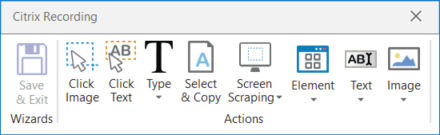 Citrix Recording
AB
T
A
AB
Save & Exit
Click Image
Click Text
Type
Select & Copy
Screen Scraping
Element
Text
Image
Wizards
Actions